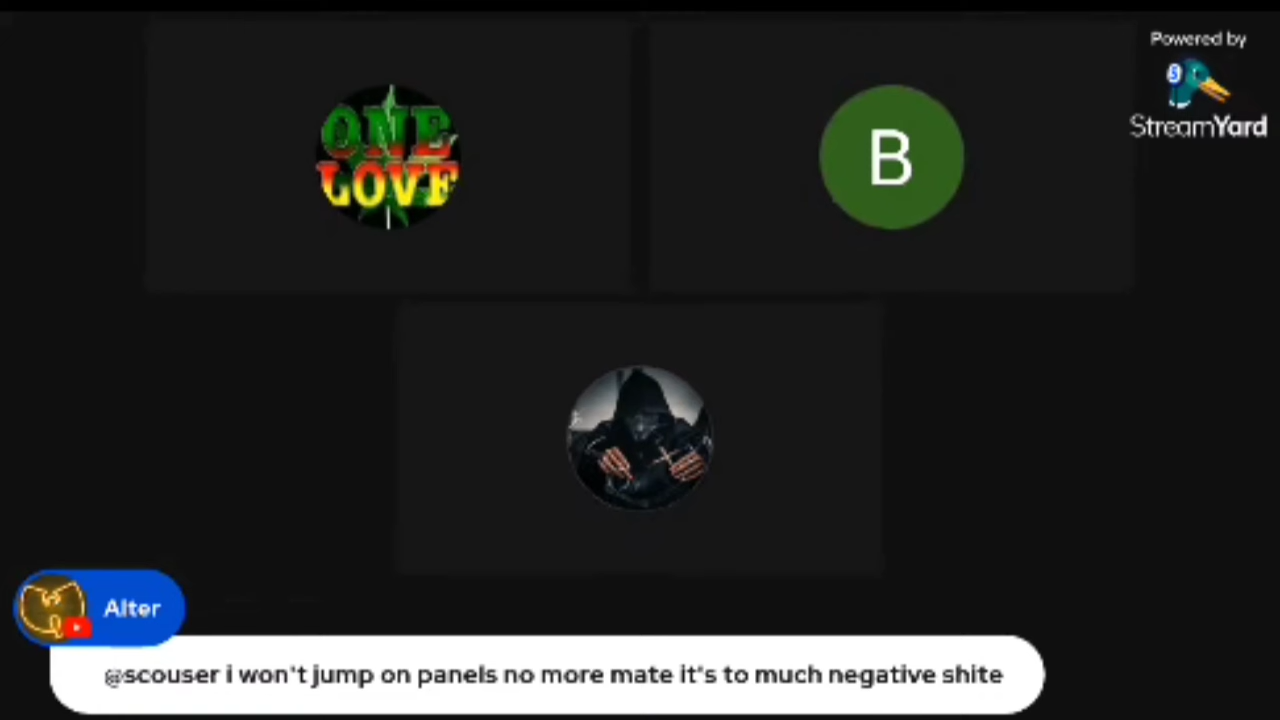 Powered by
StreamYard
ONE
LOVE
B
Alter
@scouser i won't jump on panels no more mate it's to much negative shite